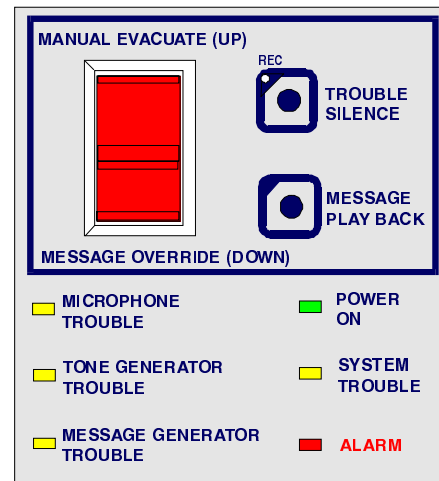 MANUAL EVACUATE (UP)
REC
TROUBLE
SILENCE
MESSAGE
PLAY BACK
MESSAGE OVERRIDE (DOWN)
MICROPHONE
TROUBLE
POWER
ON
TONE GENERATOR
TROUBLE
SYSTEM
TROUBLE
MESSAGE GENERATOR
TROUBLE
ALARM